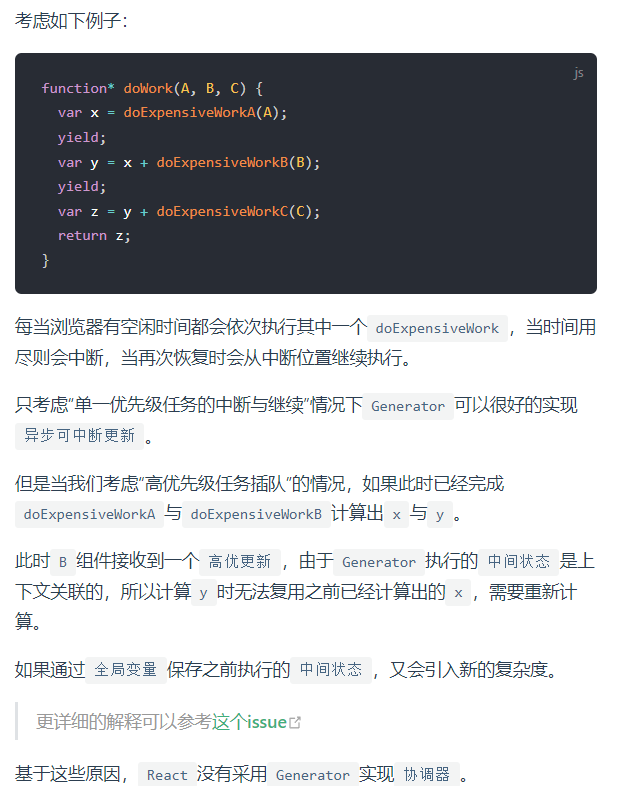 考虑如下例子：
js
function* doWork(A, B, C) {
  var x = doExpensiveWorkA(A);
  yield;
  var y = x + doExpensiveWorkB(B);
  yield;
  var z = y + doExpensiveWorkC(C);
  return z;
}
每当浏览器有空闲时间都会依次执行其中一个 doExpensiveWork ，当时间用
尽则会中断，当再次恢复时会从中断位置继续执行。
只考虑“单一优先级任务的中断与继续”情况下 Generator 可以很好的实现
异步可中断更新 。
但是当我们考虑“高优先级任务插队”的情况，如果此时已经完成
doExpensiveWorkA 与 doExpensiveWorkB 计算出 x 与 y 。
此时 B 组件接收到一个 高优更新 ，由于 Generator 执行的 中间状态 是上
下文关联的，所以计算 y 时无法复用之前已经计算出的 x ，需要重新计
算。
如果通过 全局变量 保存之前执行的 中间状态 ，又会引入新的复杂度。
更详细的解释可以参考这个issue
基于这些原因， React 没有采用 Generator 实现 协调器 。